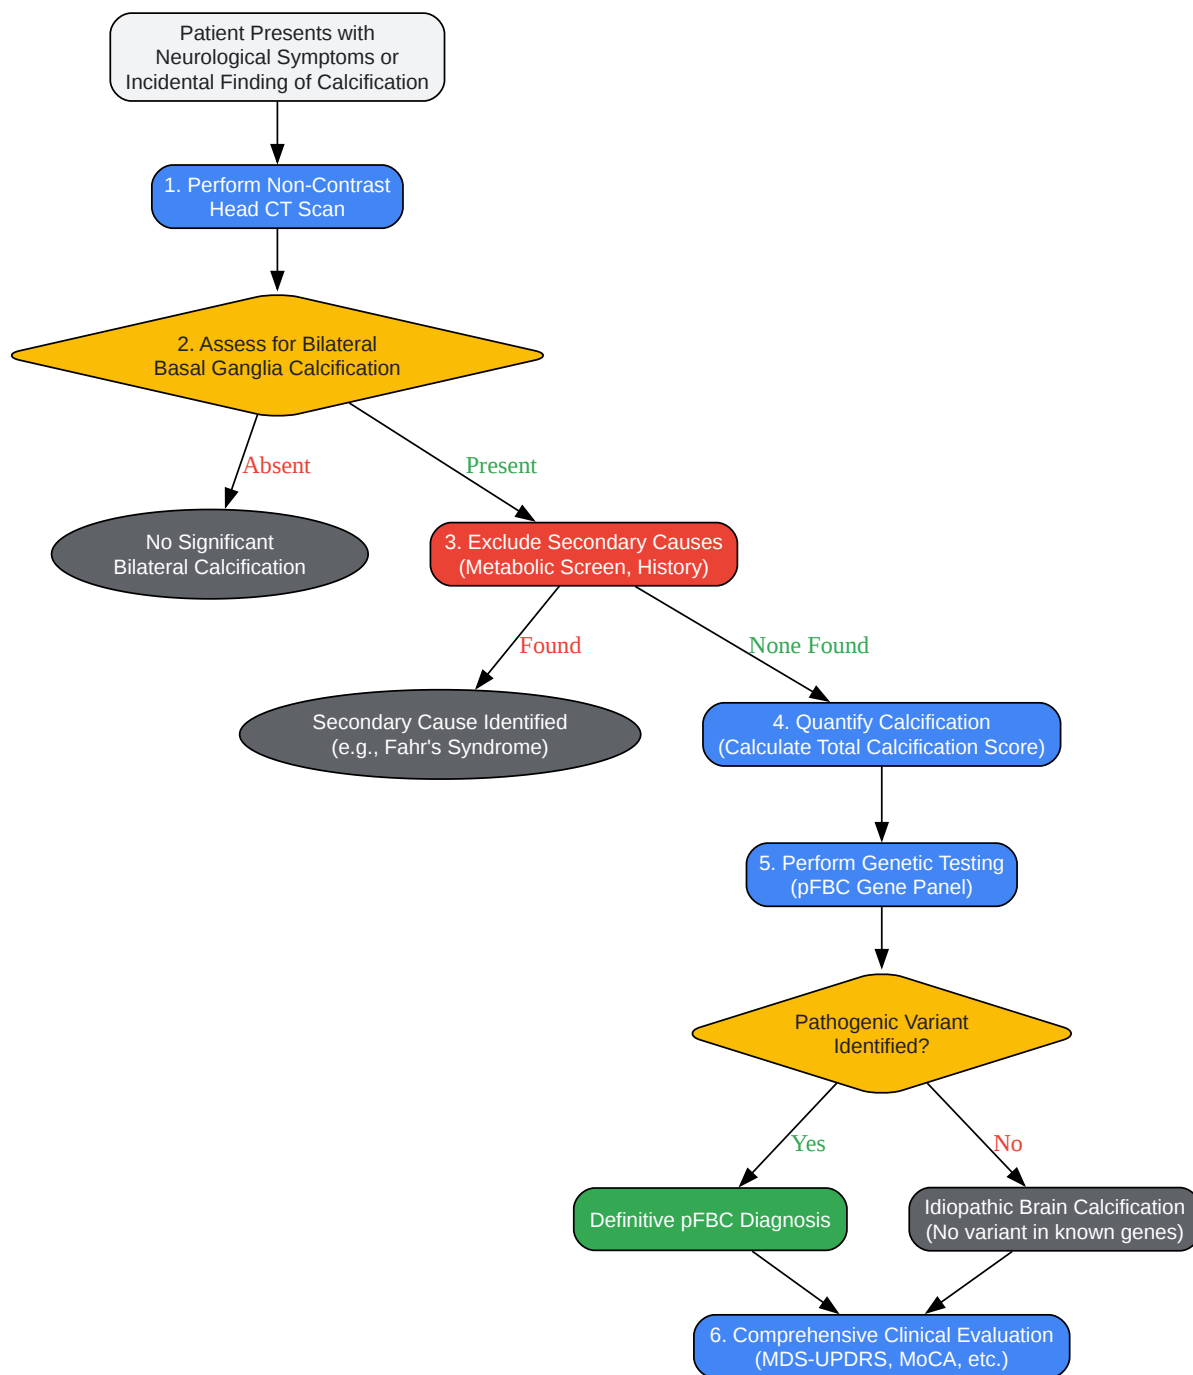 Patient Presents with
Neurological Symptoms or
Incidental Finding of Calcification
1. Perform Non-Contrast
Head CT Scan
2. Assess for Bilateral
Basal Ganglia Calcification
Absent
Present
No Significant
Bilateral Calcification
3. Exclude Secondary Causes
(Metabolic Screen, History)
Found
None Found
Secondary Cause Identified
(e.g., Fahr's Syndrome)
4. Quantify Calcification
(Calculate Total Calcification Score)
5. Perform Genetic Testing
(pFBC Gene Panel)
Pathogenic Variant
Identified?
Yes
No
Definitive pFBC Diagnosis
Idiopathic Brain Calcification
(No variant in known genes)
6. Comprehensive Clinical Evaluation
(MDS-UPDRS, MoCA, etc.)